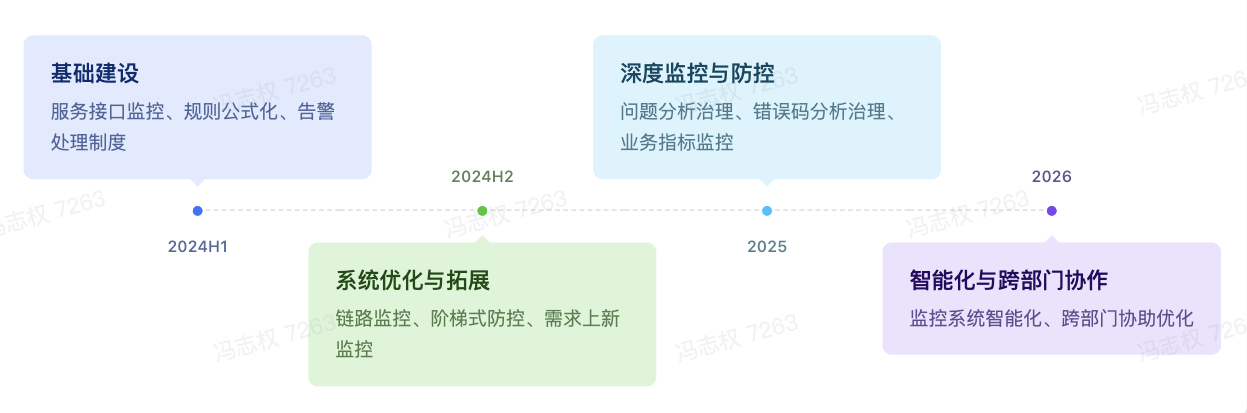 基础建设
服务接口监控、规则公式化、告警
处理制度
2024H1
2024H2
系统优化与拓展
链路监控、阶梯式防控、需求上新
监控
深度监控与防控
问题分析治理、错误码分析治理、
业务指标监控
2025
2026
智能化与跨部门协作
监控系统智能化、跨部门协助优化
冯志权 7263
冯志权 7263
冯志权 726
冯志权 7263
冯志权 7263
冯志权 7263
冯志权 7263
冯志权 7263
冯志权 726